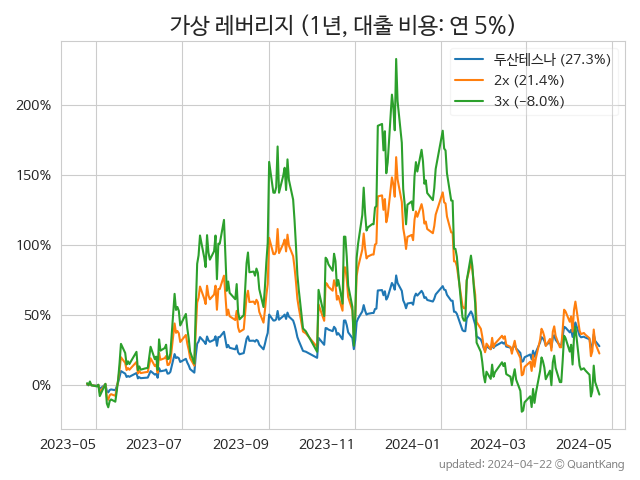 가상 레버리지 (1년, 대출 비용: 연 5%)
두산테스나 (27.3%)
2x (21.4%)
3x (−8.0%)
200%
150%
100%
50%
0%
2023−05 2023−07 2023−09 2023−11 2024−01 2024−03 2024−05
updated: 2024−04−22 © QuantKang